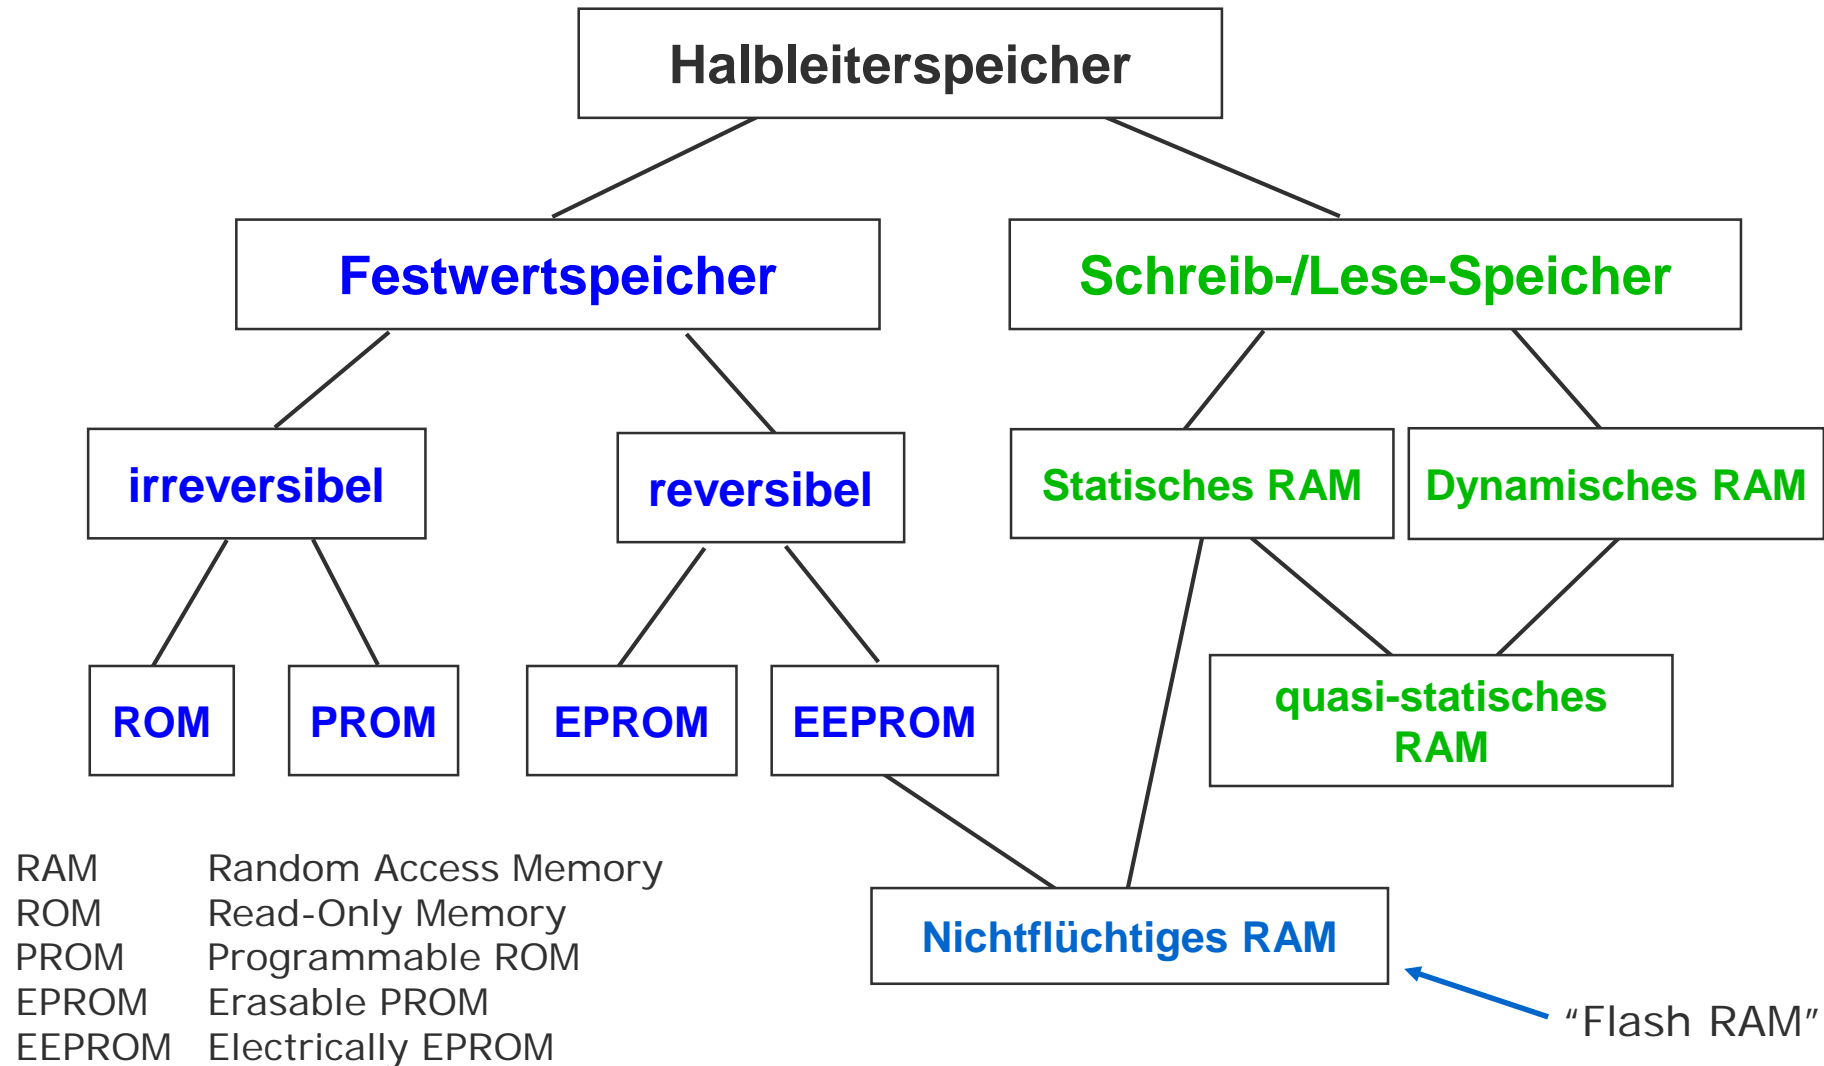 Halbleiterspeicher
Festwertspeicher
Schreib-/Lese-Speicher
irreversibel
reversibel
Statisches RAM
Dynamisches RAM
ROM
PROM
EPROM
EEPROM
quasi-statisches
RAM
Nichtflüchtiges RAM
“Flash RAM”
RAM Random Access Memory
ROM Read-Only Memory
PROM Programmable ROM
EPROM Erasable PROM
EEPROM Electrically EPROM